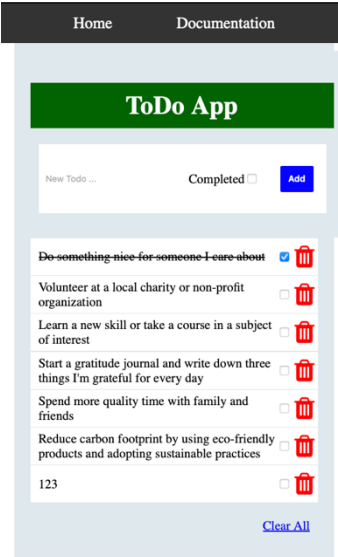 Home Documentation
ToDo App
New Todo ... Completed Add
Do something nice for someone I care about
Volunteer at a local charity or non-profit
organization
Learn a new skill or take a course in a subject
of interest
Start a gratitude journal and write down three
things I'm grateful for every day
Spend more quality time with family and
friends
Reduce carbon footprint by using eco-friendly
products and adopting sustainable practices
123
Clear All